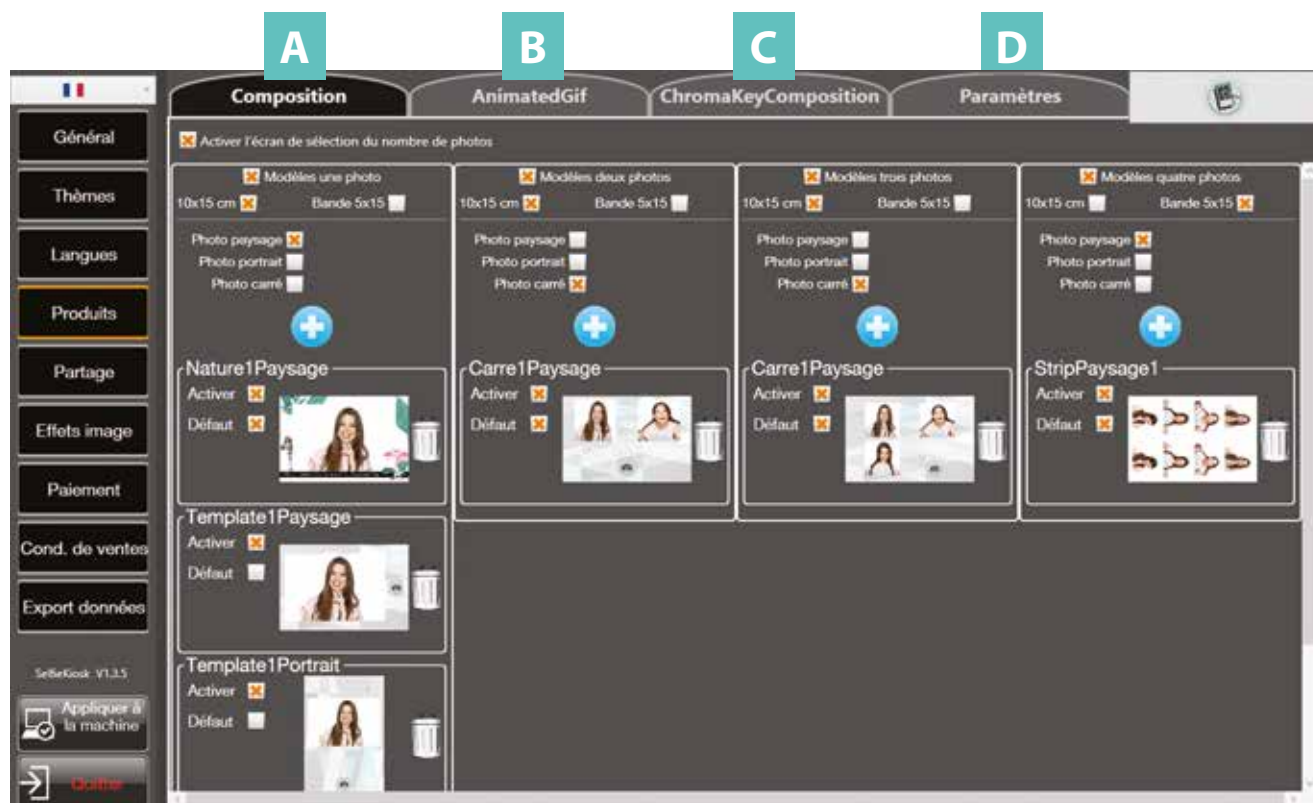 A B C D
Composition AnimatedGif ChromaKeyComposition Paramètres
Général
Thèmes
Langues
Produits
Partage
Effets image
Paiement
Cond. de ventes
Export données
SelfieKiosk V1.3.5
Appliquer à
la machine
Quitter
Activer l'écran de sélection du nombre de photos
Modèles une photo
10x15 cm Bande 5x15
Photo paysage
Photo portrait
Photo carré
Nature1Paysage
Activer
Défaut
Template1Paysage
Activer
Défaut
Template1Portrait
Activer
Défaut
Modèles deux photos
10x15 cm Bande 5x15
Photo paysage
Photo portrait
Photo carré
Carre1Paysage
Activer
Défaut
Modèles trois photos
10x15 cm Bande 5x15
Photo paysage
Photo portrait
Photo carré
Carre1Paysage
Activer
Défaut
Modèles quatre photos
10x15 cm Bande 5x15
Photo paysage
Photo portrait
Photo carré
StripPaysage1
Activer
Défaut